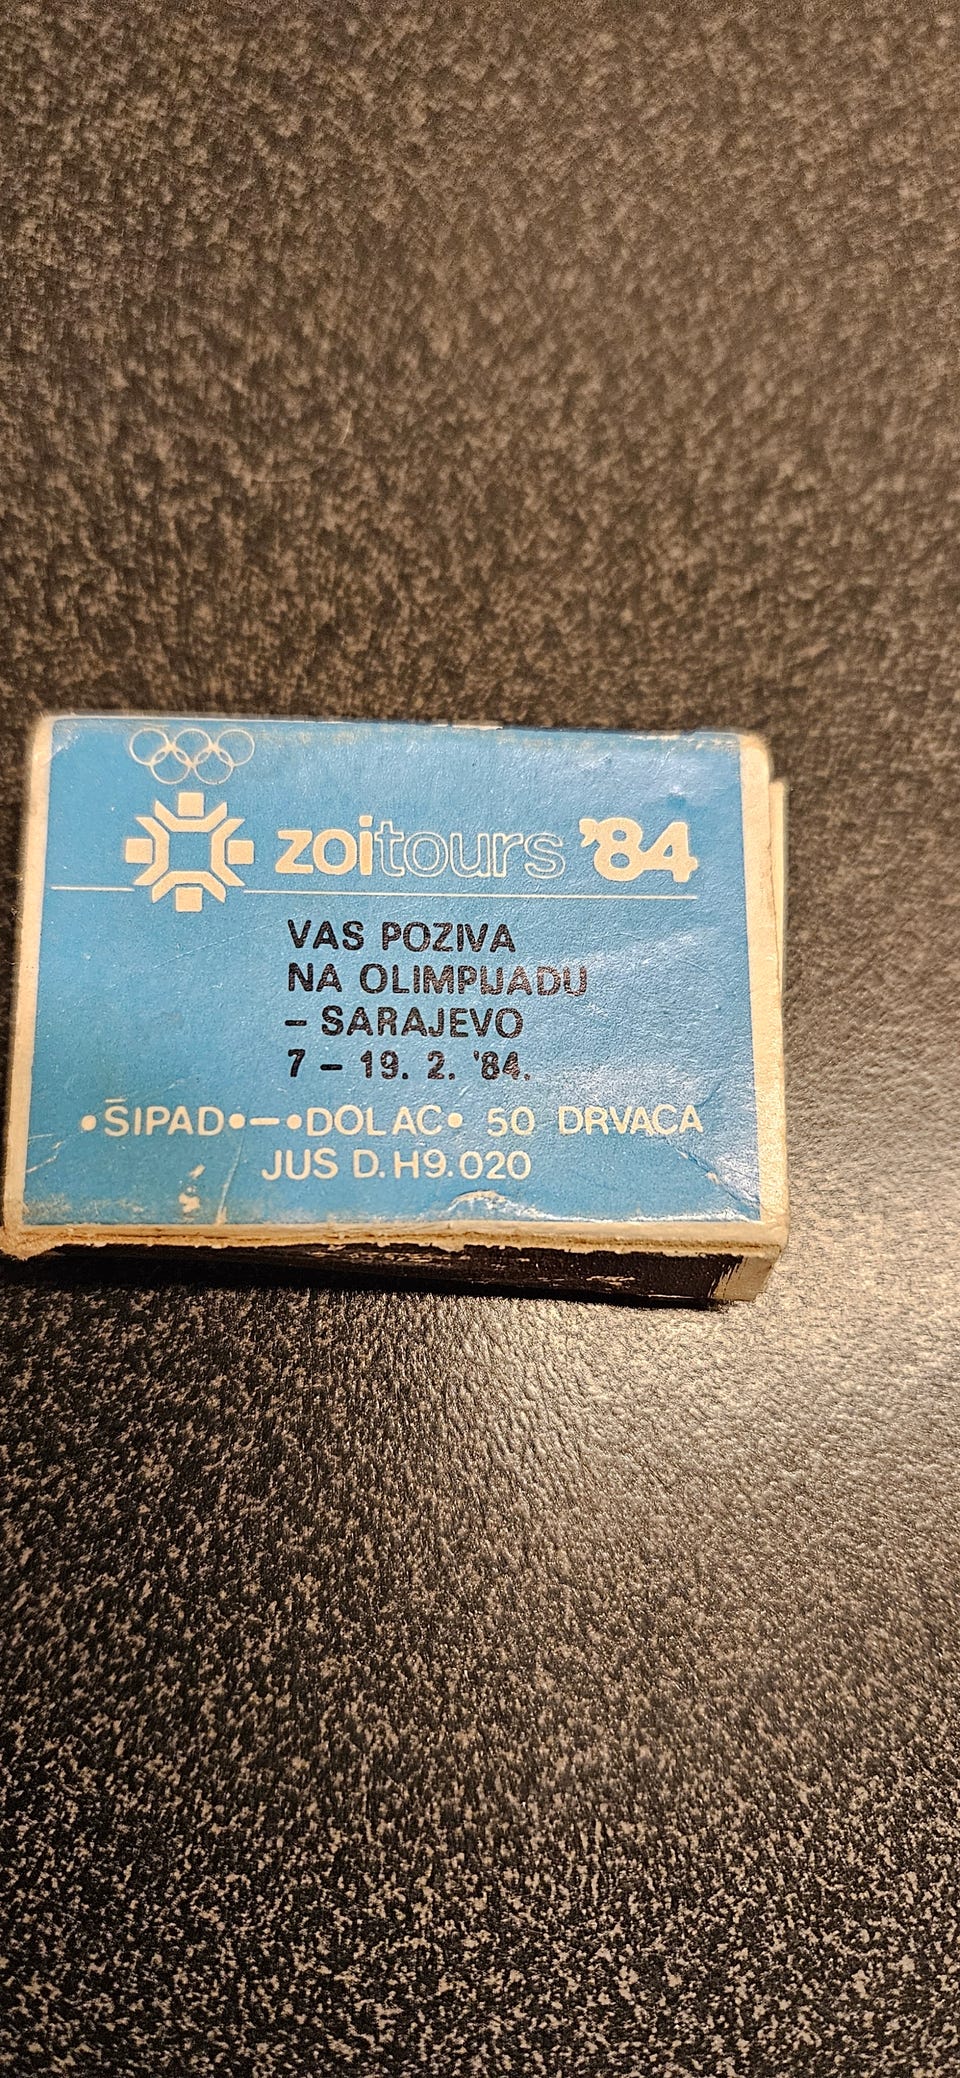 zoitours '84
VAS POZIVA
NA OLIMPIJADU
– SARAJEVO
7 – 19. 2. '84.
•ŠIPAD•–•DOLAC• 50 DRVACA
JUS D.H9.020